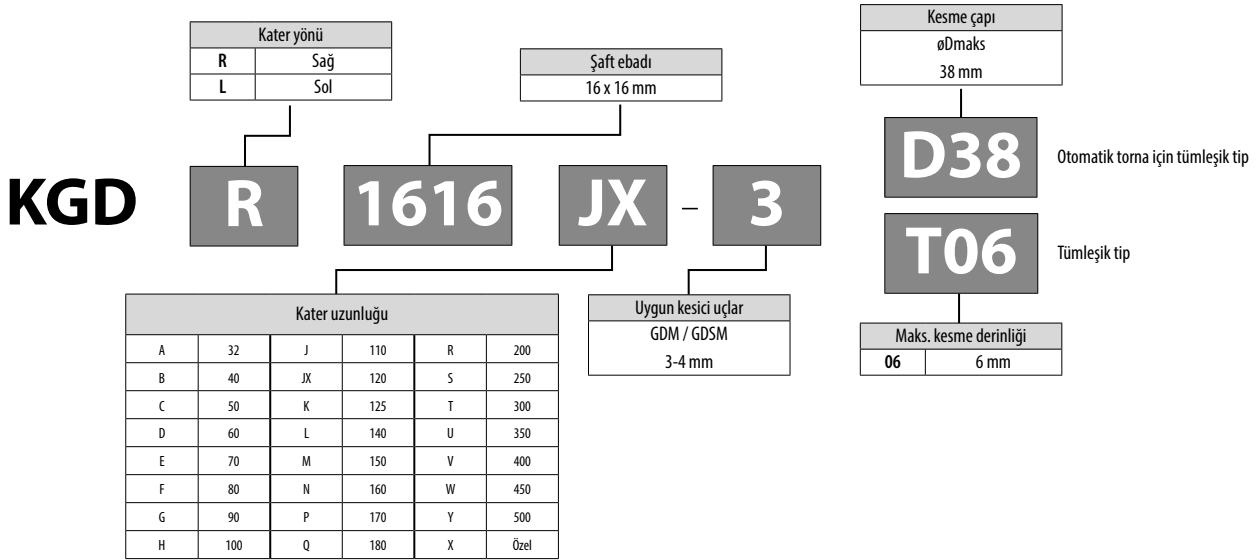 Kater yönü
R Sağ
L Sol
Şaft ebadı
16 x 16 mm
Kesme çapı
øDmaks
38 mm
KGD R 1616 JX – 3
D38 Otomatik torna için tümleşik tip
T06 Tümleşik tip
Kater uzunluğu
A 32 J 110 R 200
B 40 JX 120 S 250
C 50 K 125 T 300
D 60 L 140 U 350
E 70 M 150 V 400
F 80 N 160 W 450
G 90 P 170 Y 500
H 100 Q 180 X Özel
Uygun kesici uçlar
GDM / GDSM
3-4 mm
Maks. kesme derinliği
06 6 mm